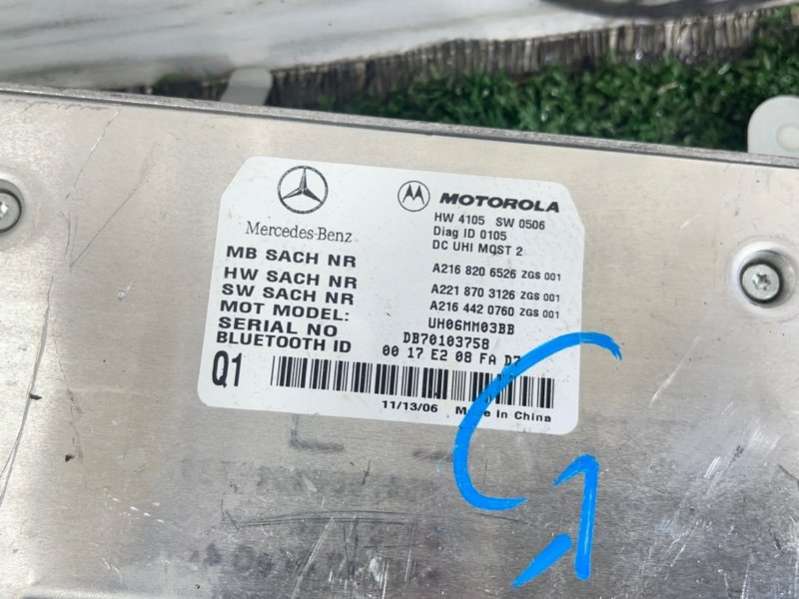 Mercedes-Benz
MOTOROLA
HW 4105 SW 0506
Diag ID 0105
DC UHI MOST 2
MB SACH NR A216 820 6526 ZGS 001
HW SACH NR A221 870 3126 ZGS 001
SW SACH NR A216 442 0760 ZGS 001
MOT MODEL: UH06MM03BB
SERIAL NO DB70103758
BLUETOOTH ID 00 17 E2 08 FA
Q1
11/13/06 Made In China